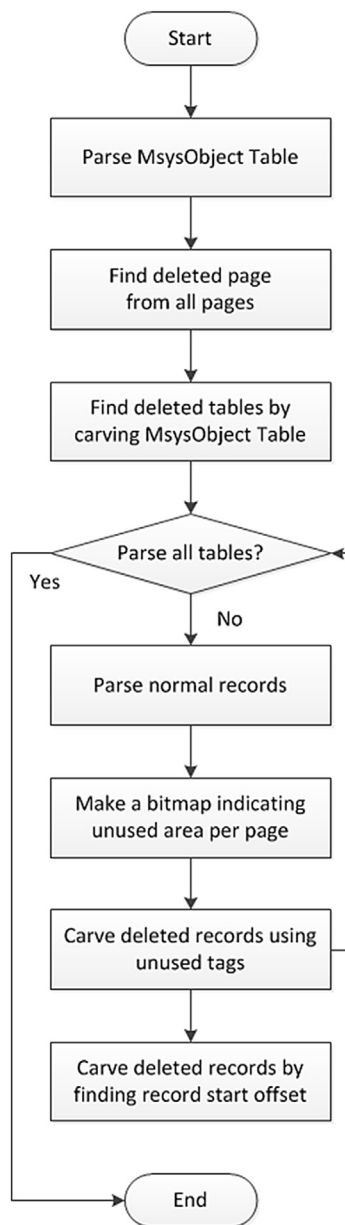 Start
Parse MsysObject Table
Find deleted page
from all pages
Find deleted tables by
carving MsysObject Table
Parse all tables?
Yes
No
Parse normal records
Make a bitmap indicating
unused area per page
Carve deleted records using
unused tags
Carve deleted records by
finding record start offset
End